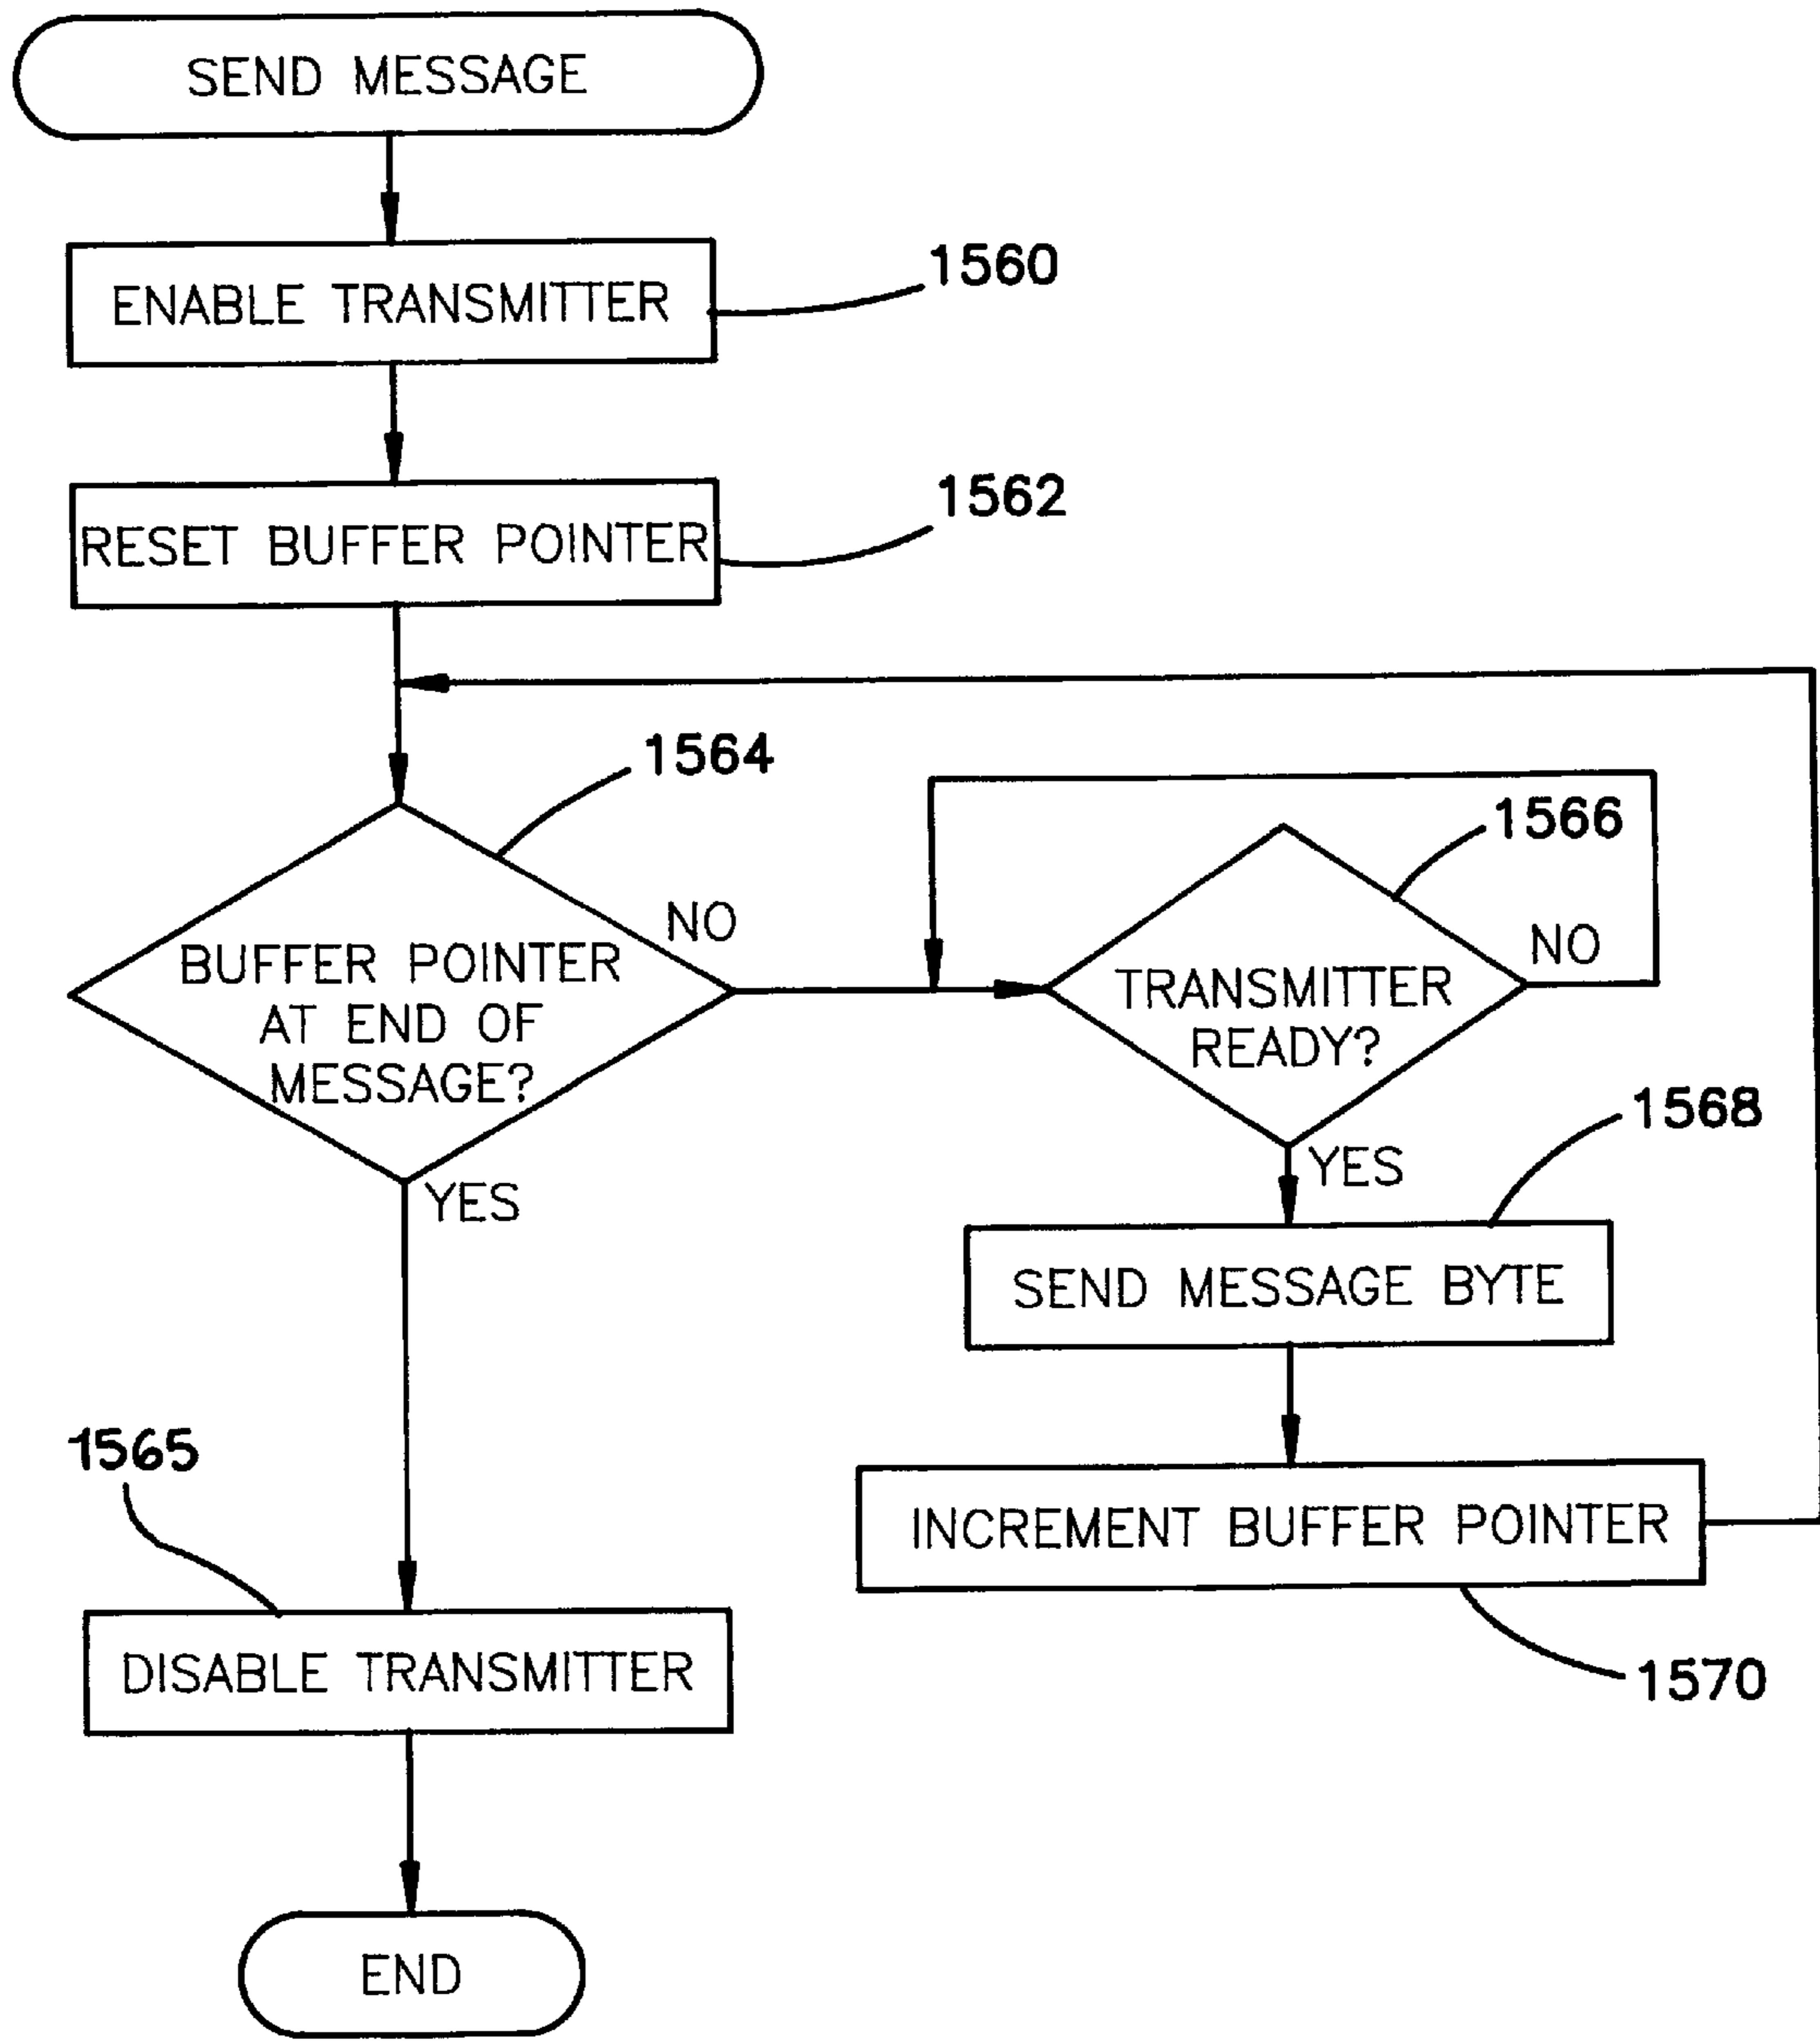 SEND MESSAGE
ENABLE TRANSMITTER
1560
RESET BUFFER POINTER
1562
1564
BUFFER POINTER
AT END OF
MESSAGE?
NO
YES
1566
TRANSMITTER
READY?
NO
YES
1568
SEND MESSAGE BYTE
INCREMENT BUFFER POINTER
1570
1565
DISABLE TRANSMITTER
END